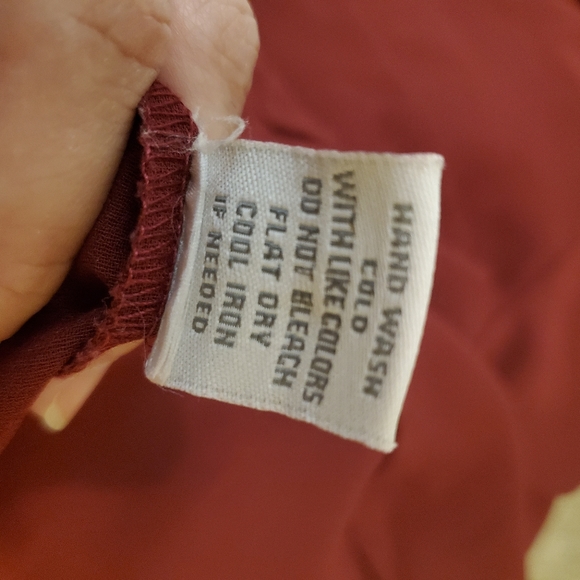 HAND WASH
COLD
WITH LIKE COLORS
DO NOT BLEACH
FLAT DRY
COOL IRON
IF NEEDED